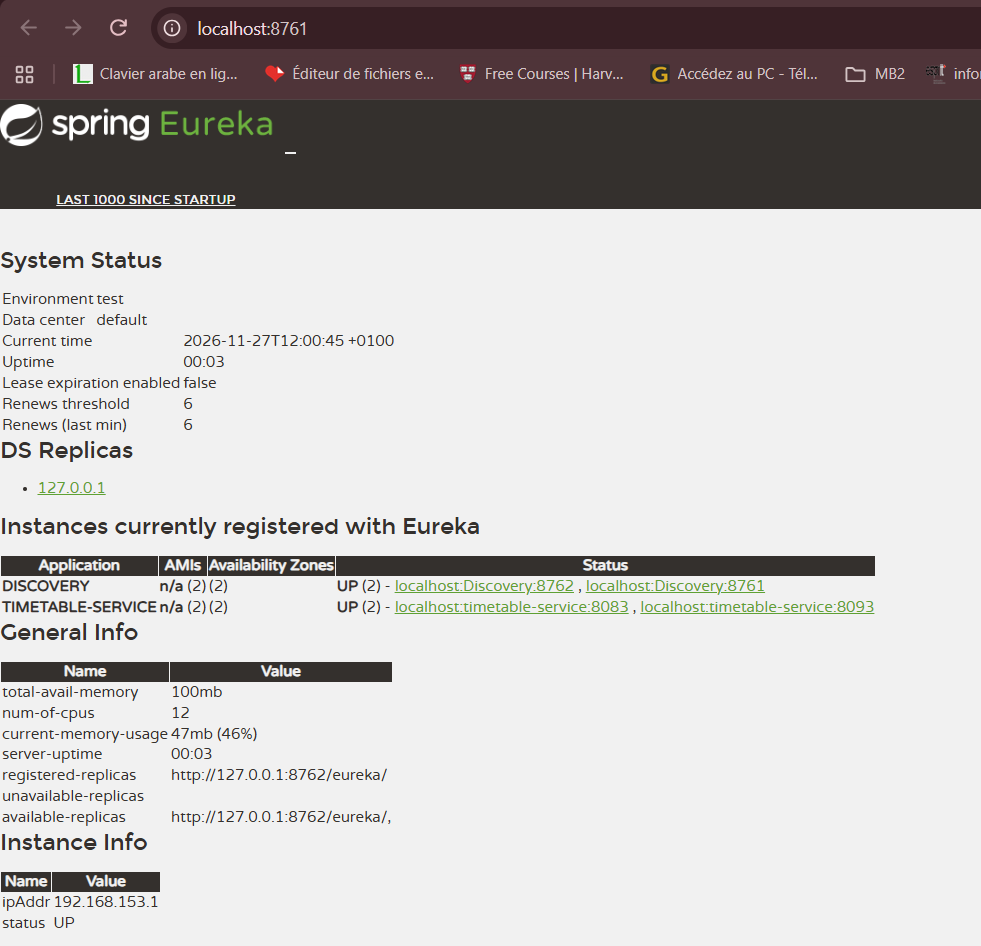 localhost:8761
Clavier arabe en lig... Éditeur de fichiers e... Free Courses | Harv... Accédez au PC - Tél... MB2 infor
spring Eureka
LAST 1000 SINCE STARTUP
System Status
Environment test
Data center default
Current time 2026-11-27T12:00:45 +0100
Uptime 00:03
Lease expiration enabled false
Renews threshold 6
Renews (last min) 6
DS Replicas
127.0.0.1
Instances currently registered with Eureka
Application AMIs Availability Zones Status
DISCOVERY n/a (2) (2) UP (2) - localhost:Discovery:8762 , localhost:Discovery:8761
TIMETABLE-SERVICE n/a (2) (2) UP (2) - localhost:timetable-service:8083 , localhost:timetable-service:8093
General Info
Name Value
total-avail-memory 100mb
num-of-cpus 12
current-memory-usage 47mb (46%)
server-uptime 00:03
registered-replicas http://127.0.0.1:8762/eureka/
unavailable-replicas
available-replicas http://127.0.0.1:8762/eureka/,
Instance Info
Name Value
ipAddr 192.168.153.1
status UP